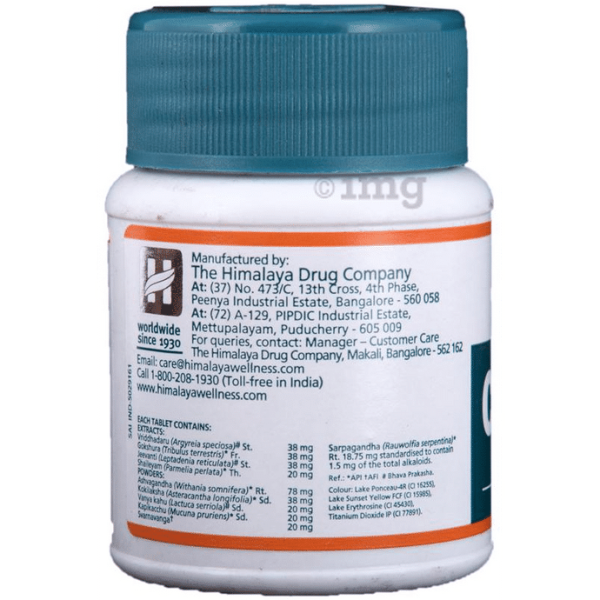 © 1mg
Manufactured by:
The Himalaya Drug Company
At: (37) No. 473/C, 13th Cross, 4th Phase,
Peenya Industrial Estate, Bangalore - 560 058
At: (72) A-129, PIPDIC Industrial Estate,
Mettupalayam, Puducherry - 605 009
For queries, contact: Manager – Customer Care
The Himalaya Drug Company, Makali, Bangalore - 562 162
H
worldwide
since 1930
Email: care@himalayawellness.com
Call 1-800-208-1930 (Toll-free in India)
www.himalayawellness.com
EACH TABLET CONTAINS:
EXTRACTS:
Vriddhadaru (Argyreia speciosa)# St. 38 mg
Gokshura (Tribulus terrestris)* Fr. 38 mg
Jeevanti (Leptadenia reticulata)# St. 38 mg
Shaileyam (Parmelia perlata)* Th. 20 mg
POWDERS:
Ashvagandha (Withania somnifera)* Rt. 78 mg
Kokilaksha (Asteracantha longifolia)* Sd. 38 mg
Vanya kahu (Lactuca serriola)# Sd. 20 mg
Kapikacchu (Mucuna pruriens)* Sd. 20 mg
Swarnavanga† 20 mg
Sarpagandha (Rauwolfia serpentina)*
Rt. 18.75 mg standardised to contain
1.5 mg of the total alkaloids.
Ref.: *API †AFI # Bhava Prakasha.
Colour: Lake Ponceau-4R (CI 16255),
Lake Sunset Yellow FCF (CI 15985),
Lake Erythrosine (CI 45430),
Titanium Dioxide IP (CI 77891).